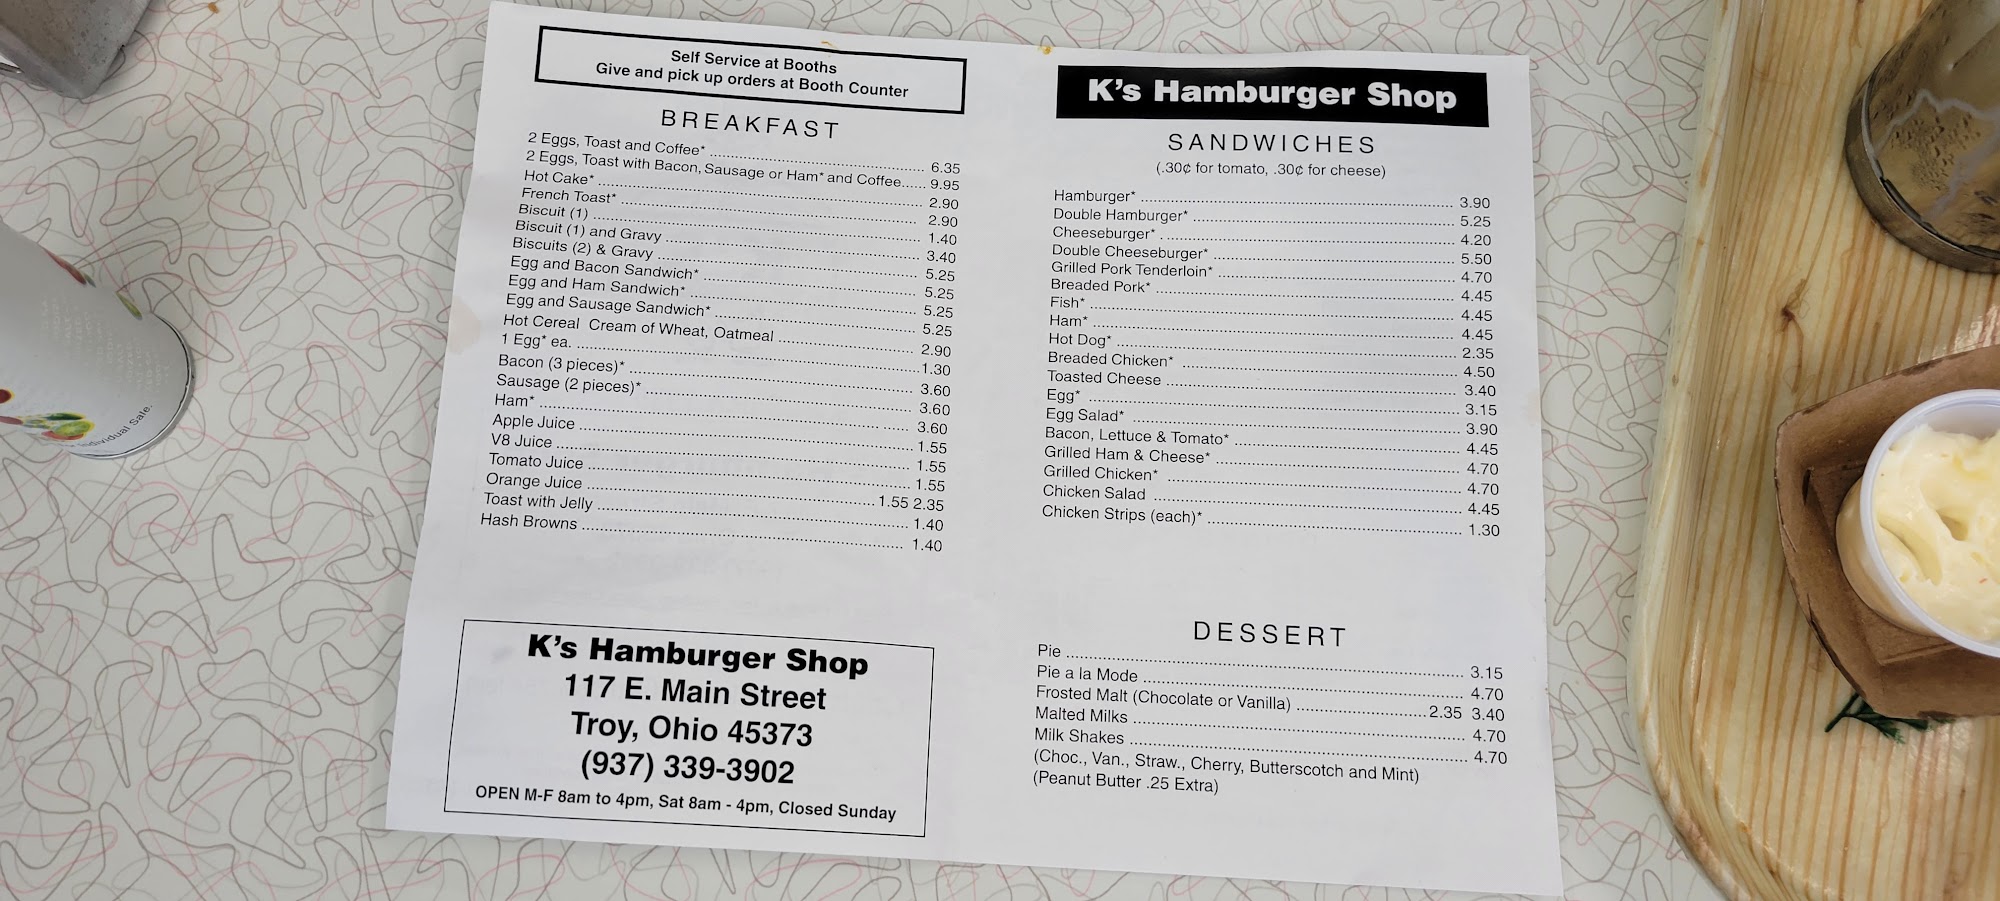 Self Service at Booths
Give and pick up orders at Booth Counter
BREAKFAST
2 Eggs, Toast and Coffee* 6.35
2 Eggs, Toast with Bacon, Sausage or Ham* and Coffee 9.95
Hot Cake* 2.90
French Toast* 2.90
Biscuit (1) 1.40
Biscuit (1) and Gravy 3.40
Biscuits (2) & Gravy 5.25
Egg and Bacon Sandwich* 5.25
Egg and Ham Sandwich* 5.25
Egg and Sausage Sandwich* 5.25
Hot Cereal Cream of Wheat, Oatmeal 2.90
1 Egg* ea. 1.30
Bacon (3 pieces)* 3.60
Sausage (2 pieces)* 3.60
Ham* 3.60
Apple Juice 1.55
V8 Juice 1.55
Tomato Juice 1.55
Orange Juice 1.55 2.35
Toast with Jelly 1.40
Hash Browns 1.40
K's Hamburger Shop
117 E. Main Street
Troy, Ohio 45373
(937) 339-3902
OPEN M-F 8am to 4pm, Sat 8am - 4pm, Closed Sunday
K's Hamburger Shop
SANDWICHES
(.30¢ for tomato, .30¢ for cheese)
Hamburger* 3.90
Double Hamburger* 5.25
Cheeseburger* 4.20
Double Cheeseburger* 5.50
Grilled Pork Tenderloin* 4.70
Breaded Pork* 4.45
Fish* 4.45
Ham* 4.45
Hot Dog* 2.35
Breaded Chicken* 4.50
Toasted Cheese 3.40
Egg* 3.15
Egg Salad* 3.90
Bacon, Lettuce & Tomato* 4.45
Grilled Ham & Cheese* 4.70
Grilled Chicken* 4.70
Chicken Salad 4.45
Chicken Strips (each)* 1.30
DESSERT
Pie 3.15
Pie a la Mode 4.70
Frosted Malt (Chocolate or Vanilla) 2.35 3.40
Malted Milks 4.70
Milk Shakes 4.70
(Choc., Van., Straw., Cherry, Butterscotch and Mint)
(Peanut Butter .25 Extra)